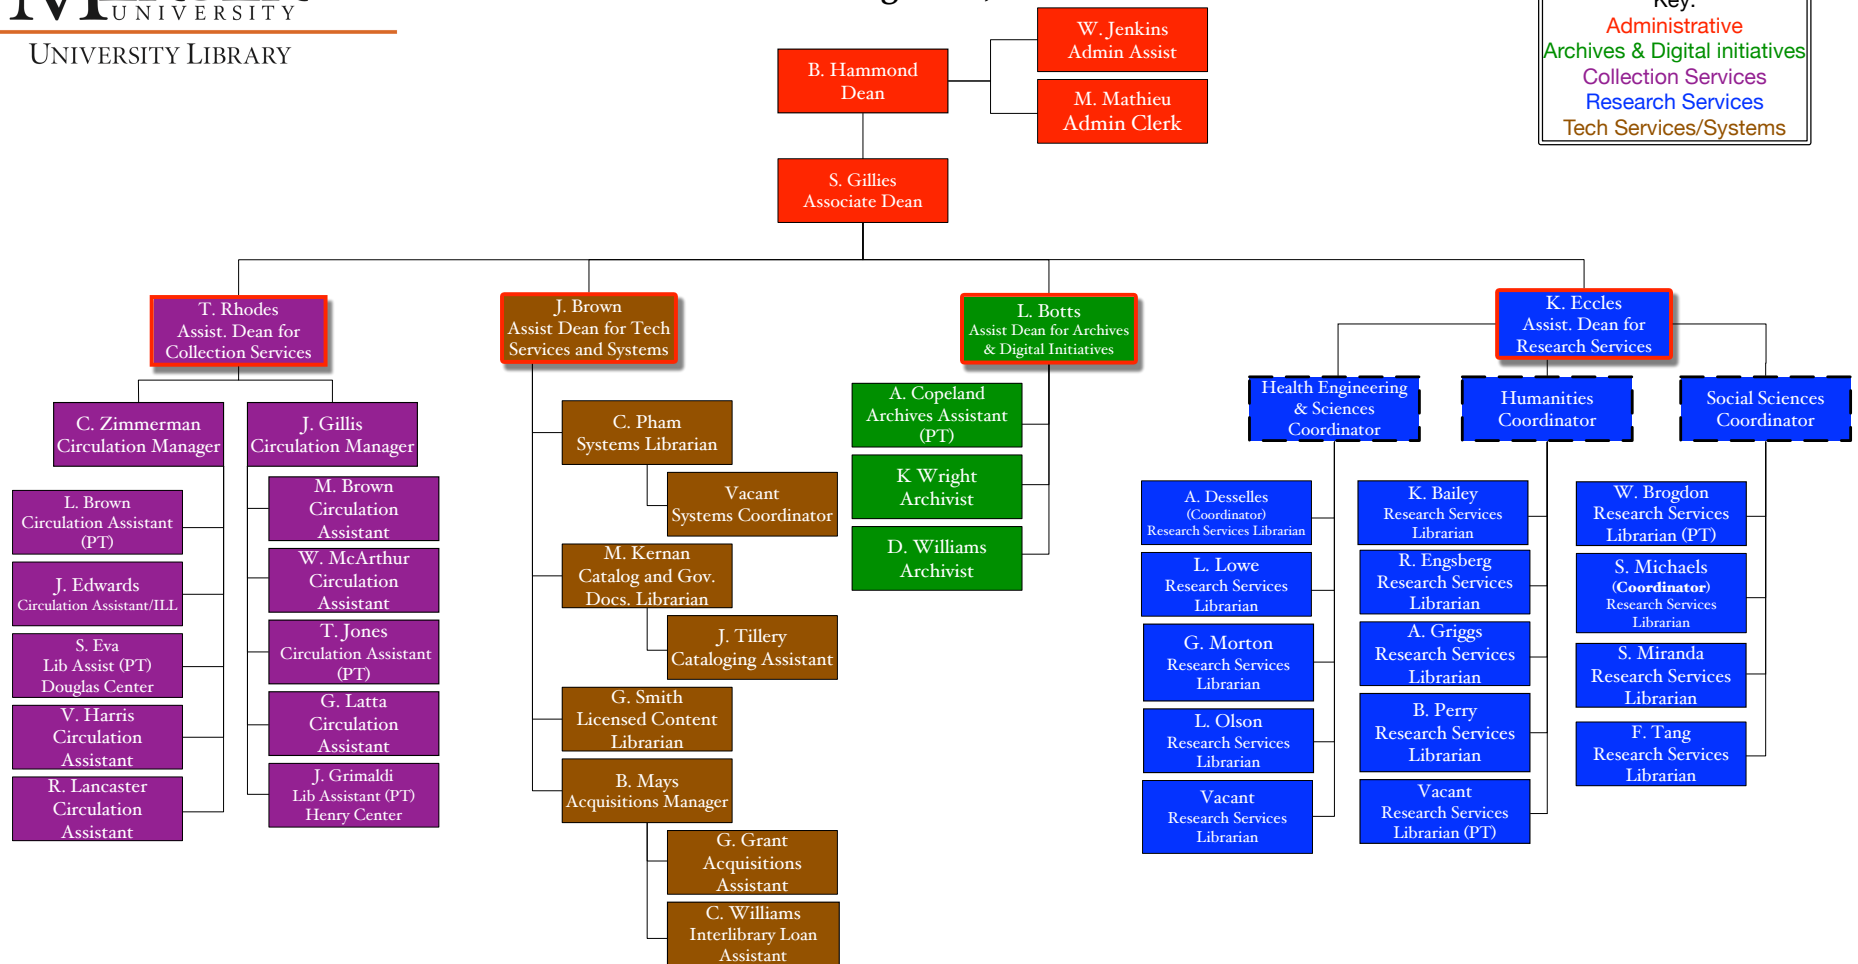 UNIVERSITY
UNIVERSITY LIBRARY
Key:
Administrative
Archives & Digital initiatives
Collection Services
Research Services
Tech Services/Systems
W. Jenkins
Admin Assist
B. Hammond
Dean
M. Mathieu
Admin Clerk
S. Gillies
Associate Dean
T. Rhodes
Assist. Dean for
Collection Services
J. Brown
Assist Dean for Tech
Services and Systems
L. Botts
Assist Dean for Archives
& Digital Initiatives
K. Eccles
Assist. Dean for
Research Services
C. Zimmerman
Circulation Manager
J. Gillis
Circulation Manager
L. Brown
Circulation Assistant
(PT)
J. Edwards
Circulation Assistant/ILL
S. Eva
Lib Assist (PT)
Douglas Center
V. Harris
Circulation
Assistant
R. Lancaster
Circulation
Assistant
M. Brown
Circulation
Assistant
W. McArthur
Circulation
Assistant
T. Jones
Circulation Assistant
(PT)
G. Latta
Circulation
Assistant
J. Grimaldi
Lib Assistant (PT)
Henry Center
C. Pham
Systems Librarian
Vacant
Systems Coordinator
M. Kernan
Catalog and Gov.
Docs. Librarian
J. Tillery
Cataloging Assistant
G. Smith
Licensed Content
Librarian
B. Mays
Acquisitions Manager
G. Grant
Acquisitions
Assistant
C. Williams
Interlibrary Loan
Assistant
A. Copeland
Archives Assistant
(PT)
K Wright
Archivist
D. Williams
Archivist
Health Engineering
& Sciences
Coordinator
Humanities
Coordinator
Social Sciences
Coordinator
A. Desselles
(Coordinator)
Research Services Librarian
L. Lowe
Research Services
Librarian
G. Morton
Research Services
Librarian
L. Olson
Research Services
Librarian
Vacant
Research Services
Librarian
K. Bailey
Research Services
Librarian
R. Engsberg
Research Services
Librarian
A. Griggs
Research Services
Librarian
B. Perry
Research Services
Librarian
Vacant
Research Services
Librarian (PT)
W. Brogdon
Research Services
Librarian (PT)
S. Michaels
(Coordinator)
Research Services
Librarian
S. Miranda
Research Services
Librarian
F. Tang
Research Services
Librarian